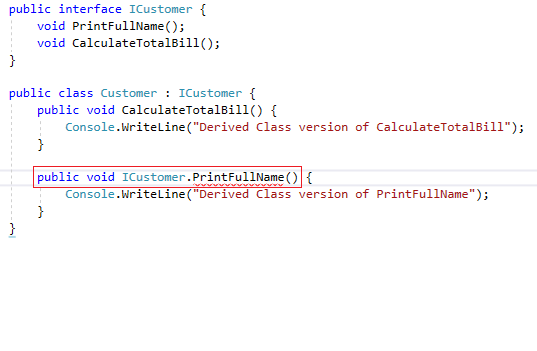 public interface ICustomer {
    void PrintFullName();
    void CalculateTotalBill();
}
public class Customer : ICustomer {
    public void CalculateTotalBill() {
        Console.WriteLine("Derived Class version of CalculateTotalBill");
    }
    public void ICustomer.PrintFullName() {
        Console.WriteLine("Derived Class version of PrintFullName");
    }
}